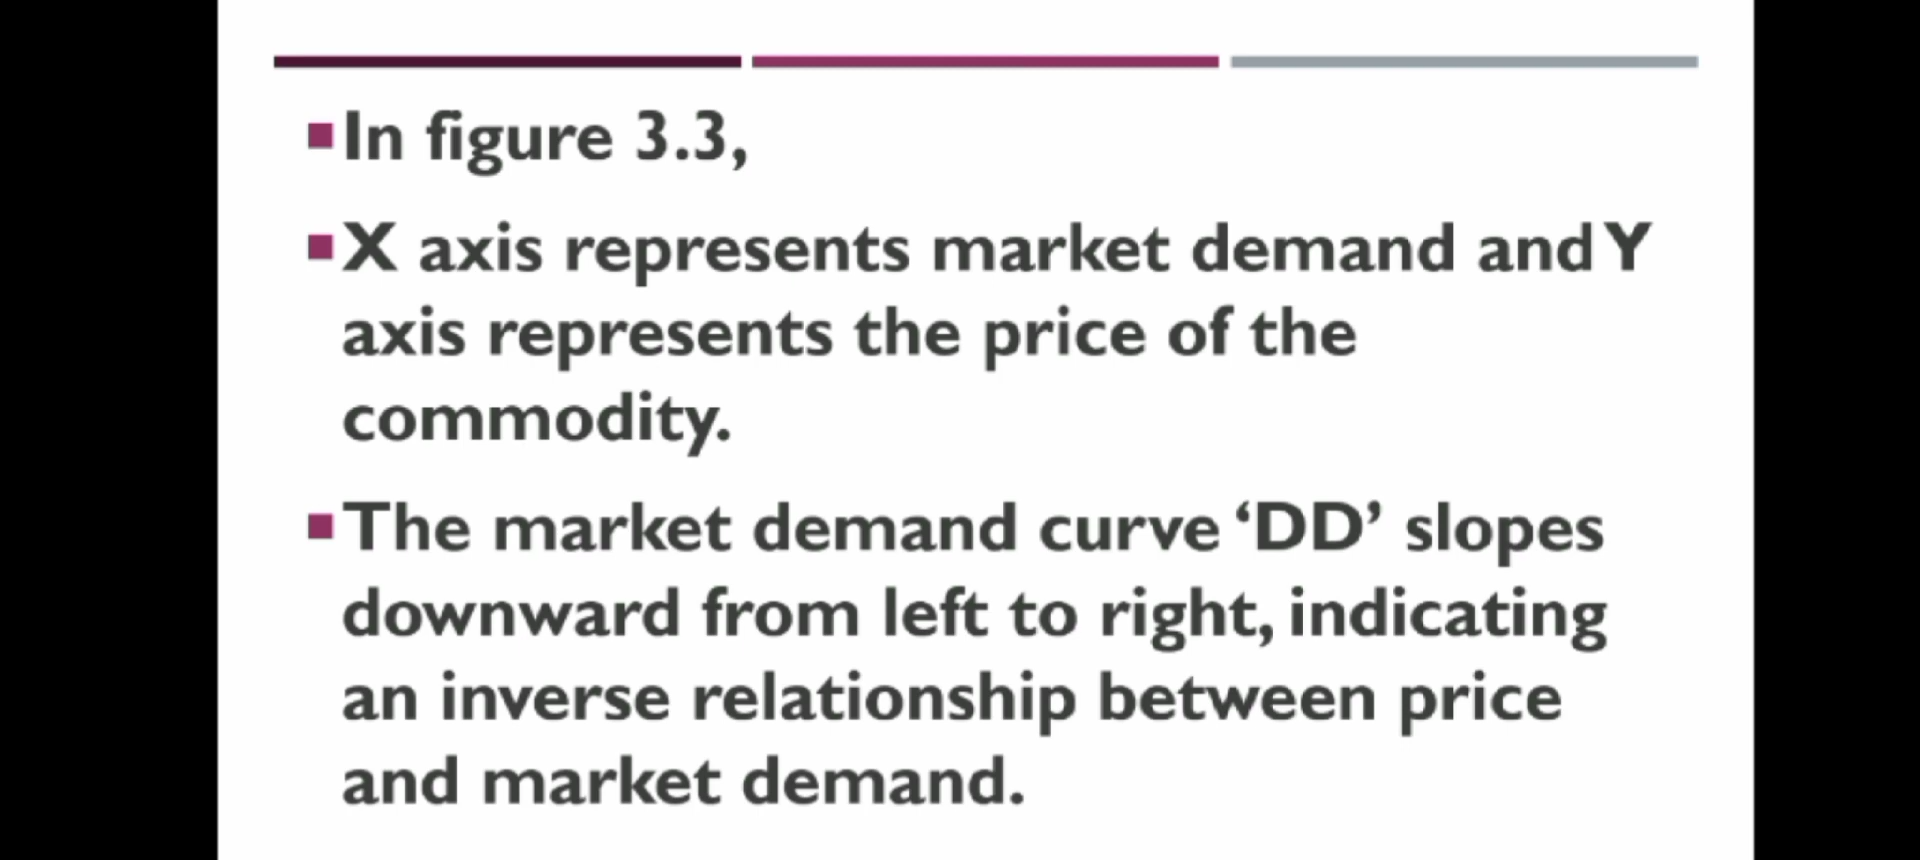 In figure 3.3,
X axis represents market demand and Y
axis represents the price of the
commodity.
The market demand curve ‘DD’ slopes
downward from left to right, indicating
an inverse relationship between price
and market demand.